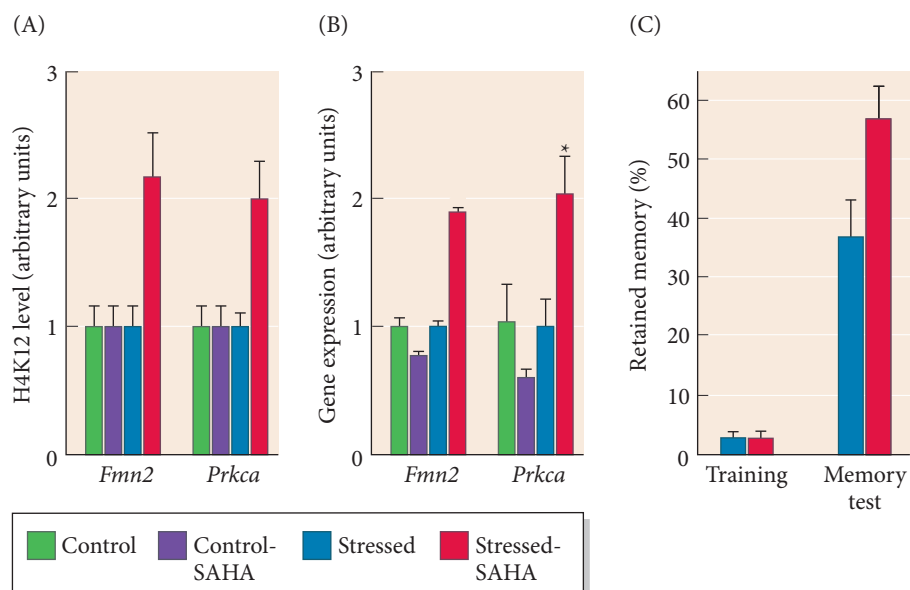 (A)
H4K12 level (arbitrary units)
3
2
1
0
Fmn2
Prkca
(B)
Gene expression (arbitrary units)
3
2
1
0
*
Fmn2
Prkca
(C)
Retained memory (%)
60
50
40
30
20
10
0
Training
Memory
test
Control
Control-
SAHA
Stressed
Stressed-
SAHA